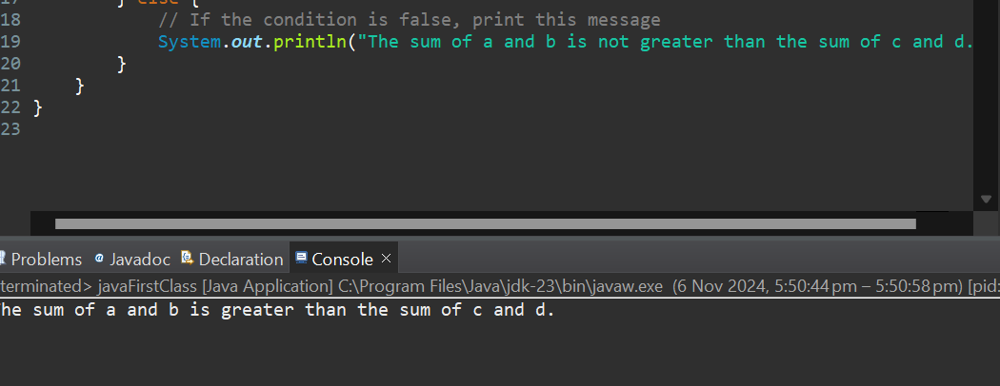 17 } else {
18 // If the condition is false, print this message
19 System.out.println("The sum of a and b is not greater than the sum of c and d.
20 }
21 }
22 }
23
Problems @ Javadoc Declaration Console ×
terminated> javaFirstClass [Java Application] C:\Program Files\Java\jdk-23\bin\javaw.exe (6 Nov 2024, 5:50:44 pm – 5:50:58 pm) [pid:
The sum of a and b is greater than the sum of c and d.